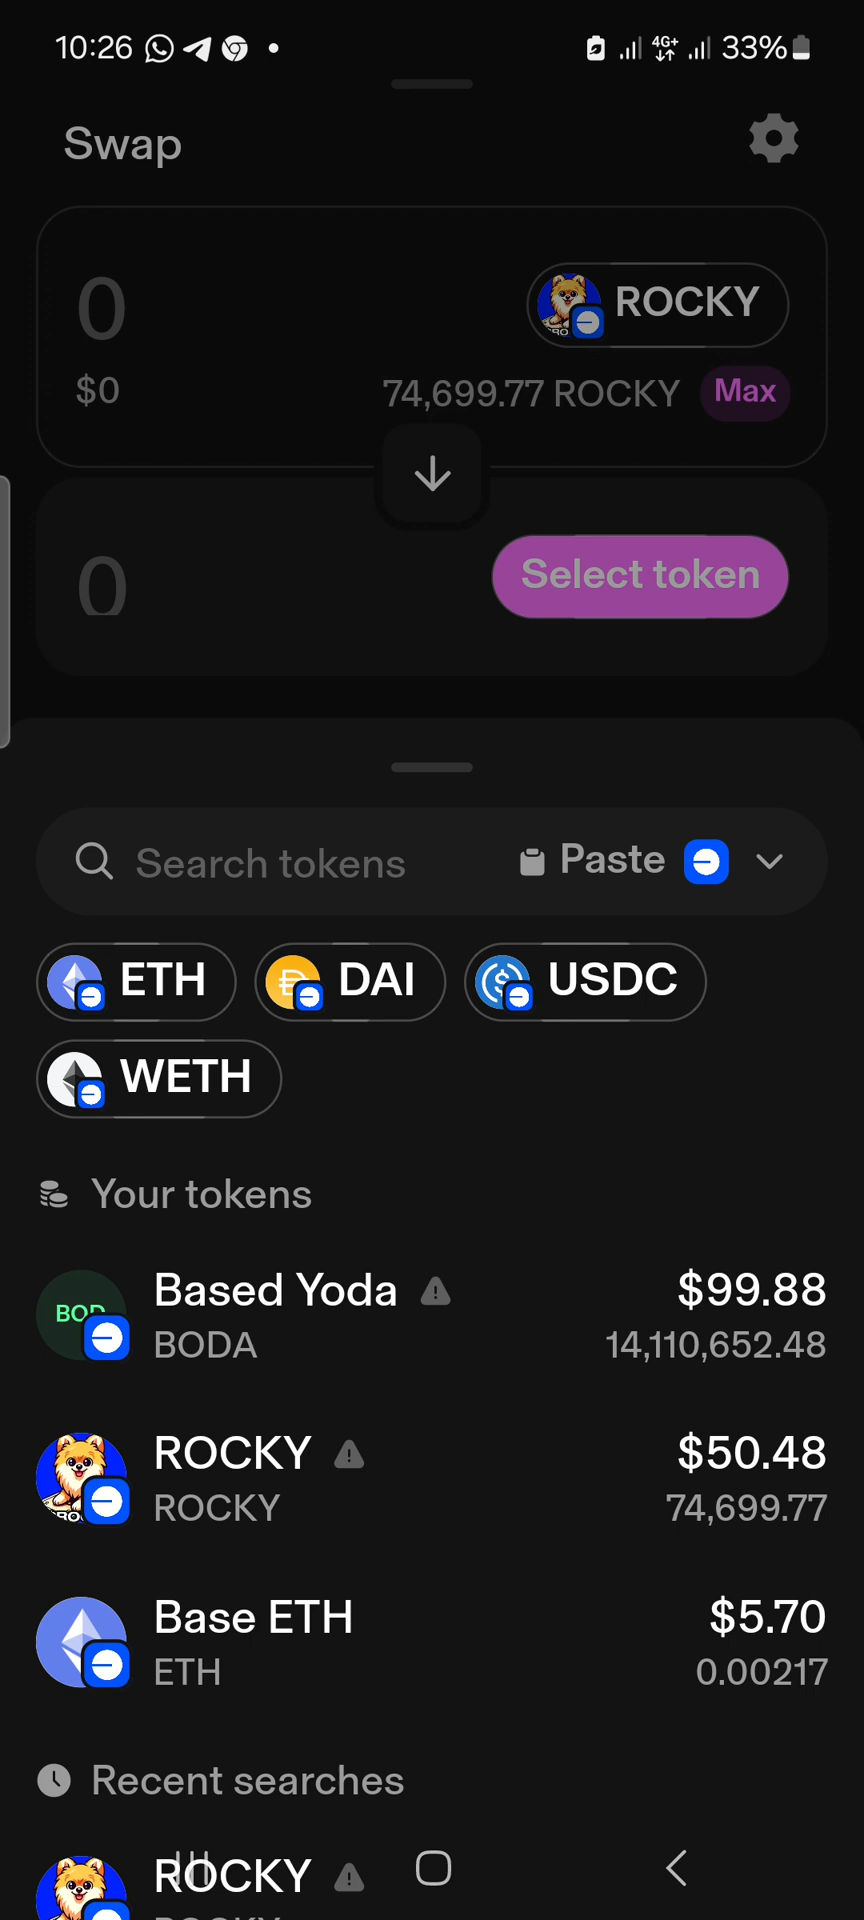 10:26 4G+ 33%
Swap
0 ROCKY
$0 74,699.77 ROCKY Max
0 Select token
Search tokens Paste
ETH DAI USDC
WETH
Your tokens
Based Yoda $99.88
BODA 14,110,652.48
ROCKY $50.48
ROCKY 74,699.77
Base ETH $5.70
ETH 0.00217
Recent searches
ROCKY